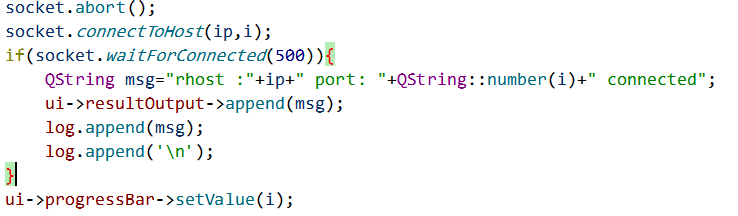 socket.abort();
socket.connectToHost(ip,i);
if(socket.waitForConnected(500)){
    QString msg="rhost :"+ip+" port: "+QString::number(i)+" connected";
    ui->resultOutput->append(msg);
    log.append(msg);
    log.append('\n');
}
ui->progressBar->setValue(i);